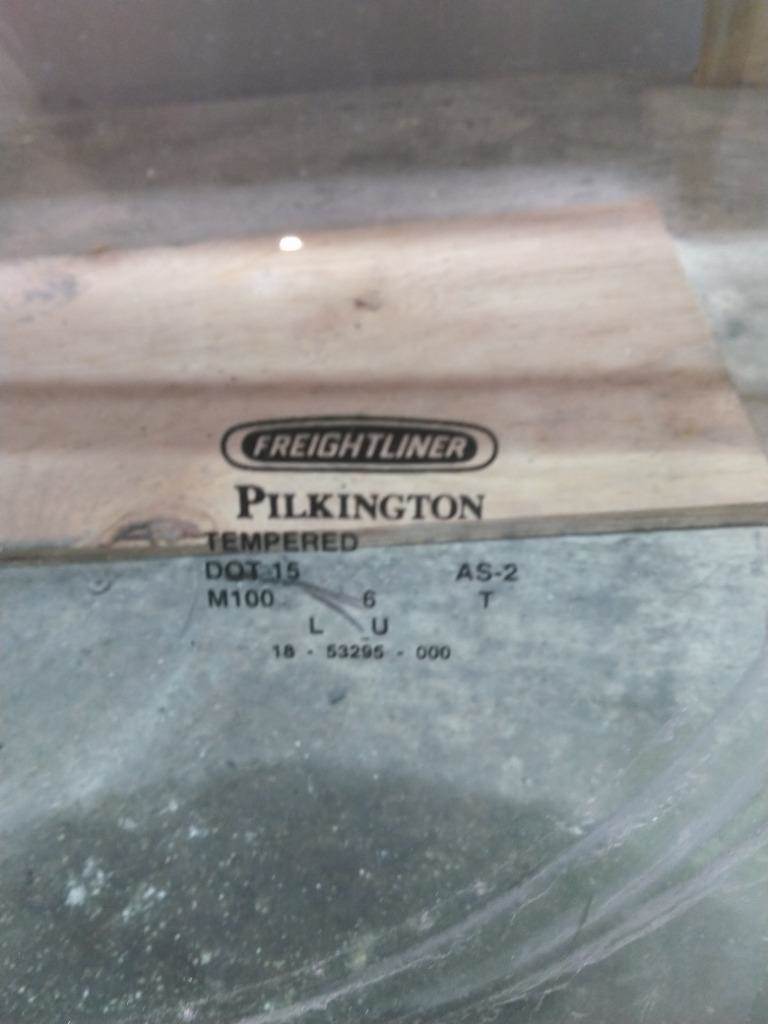 FREIGHTLINER
PILKINGTON
TEMPERED
DOT 15 AS-2
M100 6 T
L U
18 - 53295 - 000